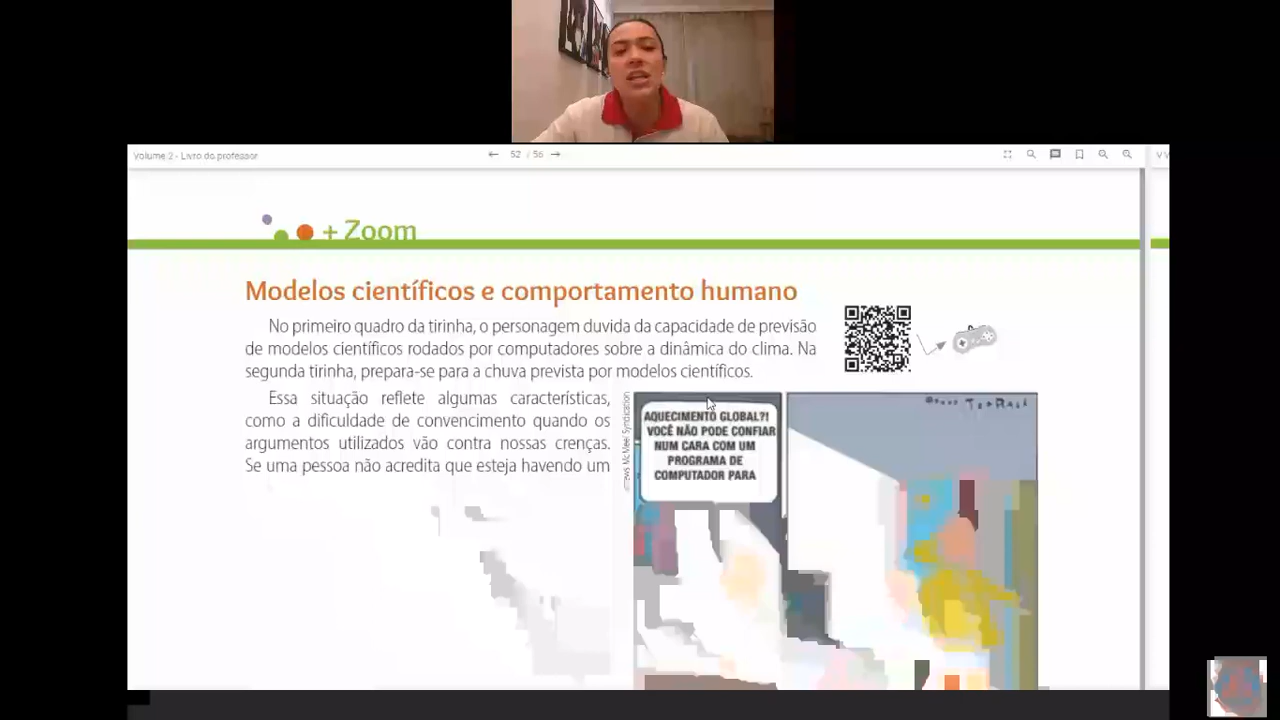 Volume 2 - Livro do professor
52 / 56
+ Zoom
Modelos científicos e comportamento humano
No primeiro quadro da tirinha, o personagem duvida da capacidade de previsão
de modelos científicos rodados por computadores sobre a dinâmica do clima. Na
segunda tirinha, prepara-se para a chuva prevista por modelos científicos.
Essa situação reflete algumas características,
como a dificuldade de convencimento quando os
argumentos utilizados vão contra nossas crenças.
Se uma pessoa não acredita que esteja havendo um
AQUECIMENTO GLOBAL?!
VOCÊ NÃO PODE CONFIAR
NUM CARA COM UM
PROGRAMA DE
COMPUTADOR PARA
McMeel Syndication